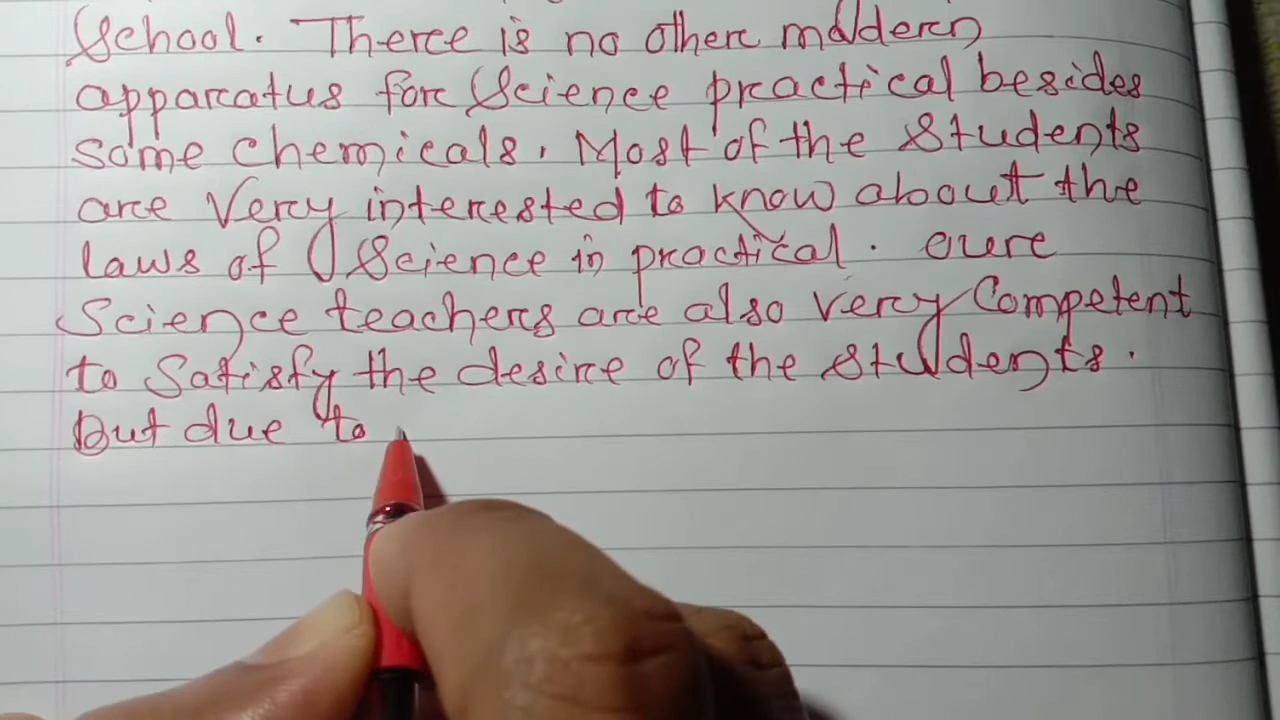 School. There is no other modern
apparatus for Science practical besides
some chemicals. Most of the students
are very interested to know about the
laws of Science in practical. our
Science teachers are also very Competent
to satisfy the desire of the students.
But due to